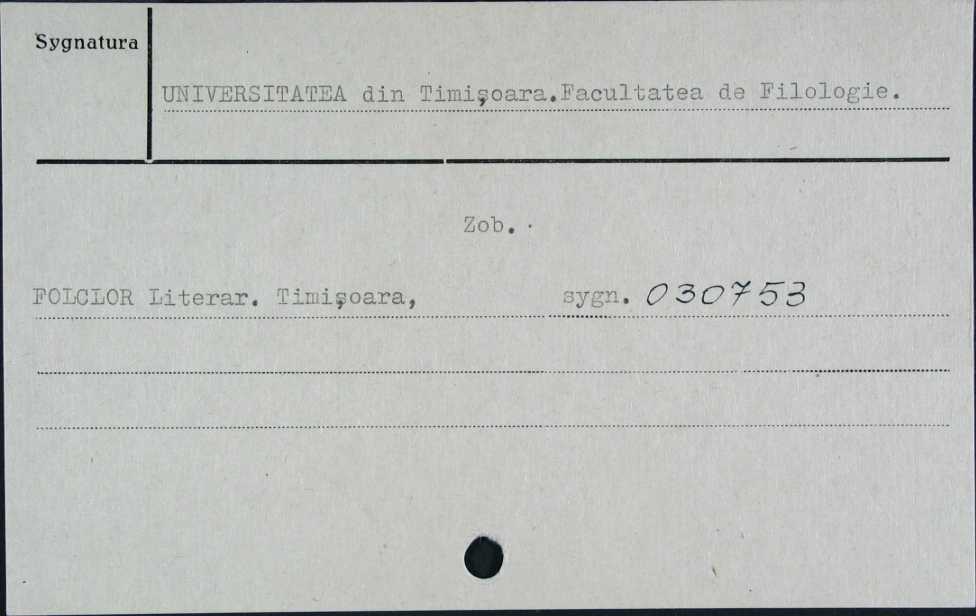 Sygnatura
UNIVERSITATEA din Timişoara.Facultatea de Filologie.
Zob.
FOLCLOR Literar. Timişoara, sygn. 030753